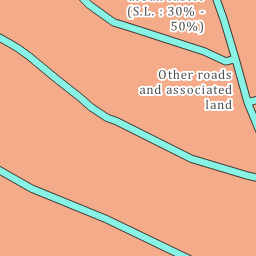 (S.L. : 30% -
50%)
Other roads
and associated
land